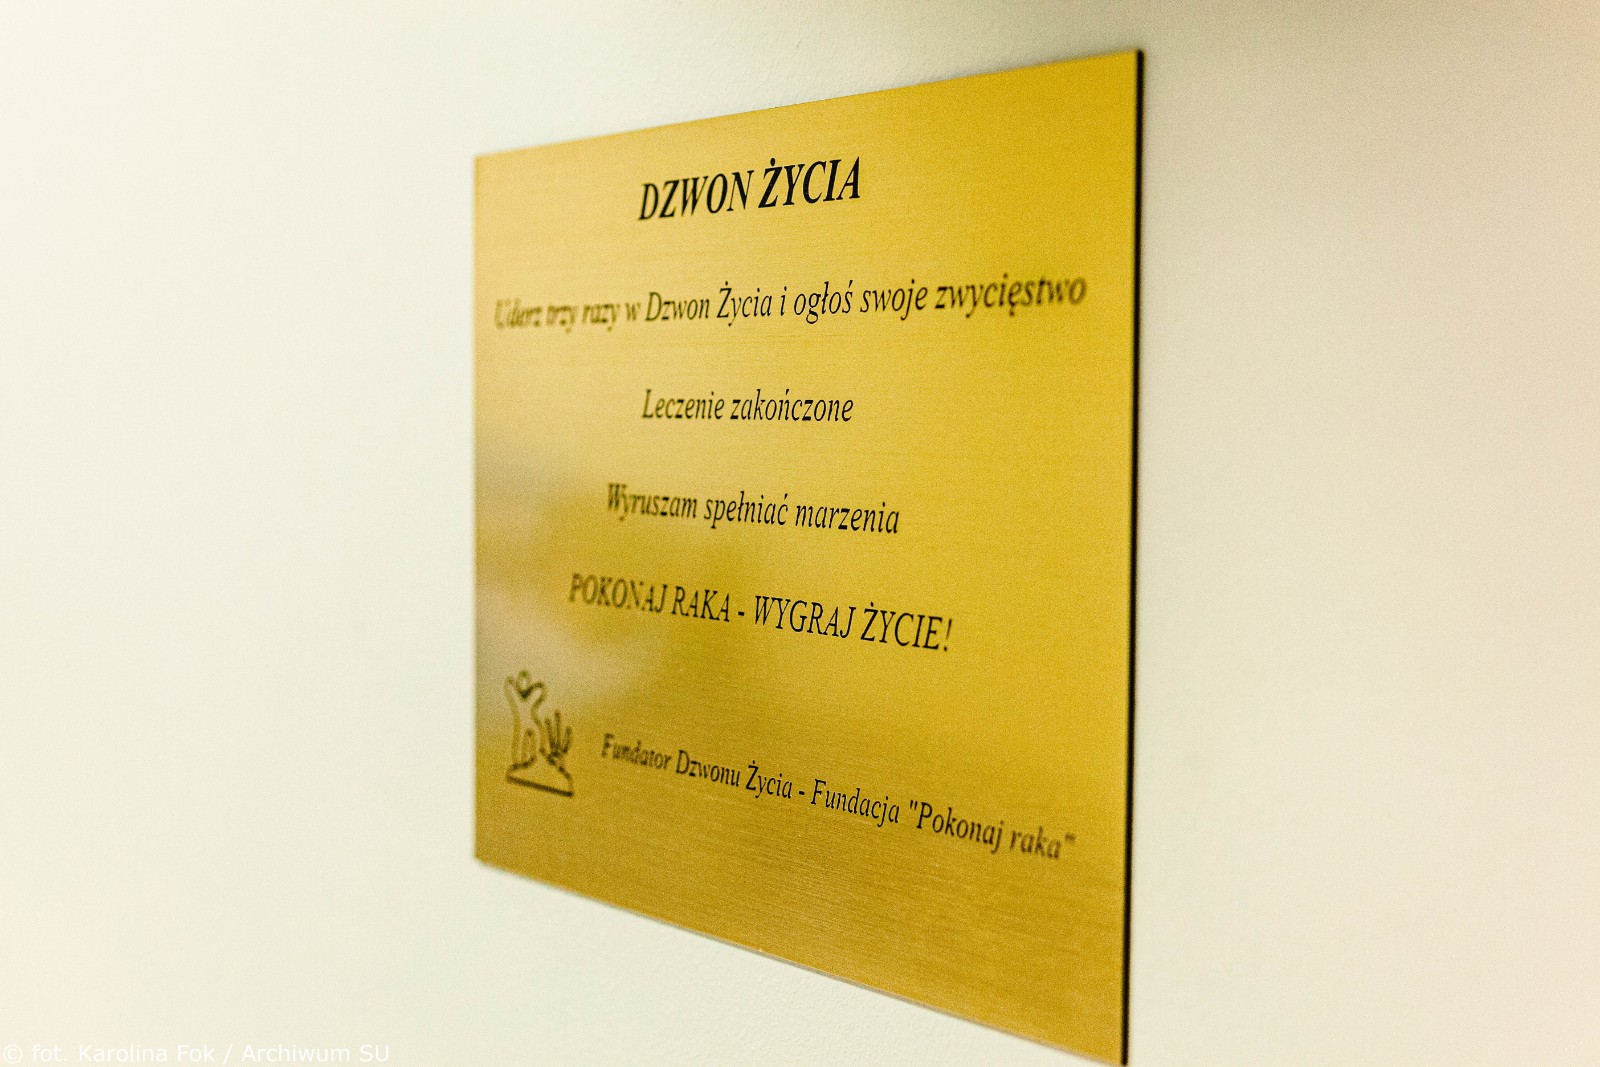 DZWON ŻYCIA
Uderz trzy razy w Dzwon Życia i ogłoś swoje zwycięstwo
Leczenie zakończone
Wyruszam spełniać marzenia
POKONAJ RAKA - WYGRAJ ŻYCIE!
Fundator Dzwonu Życia - Fundacja "Pokonaj raka"
© fot. Karolina Fok / Archiwum SU